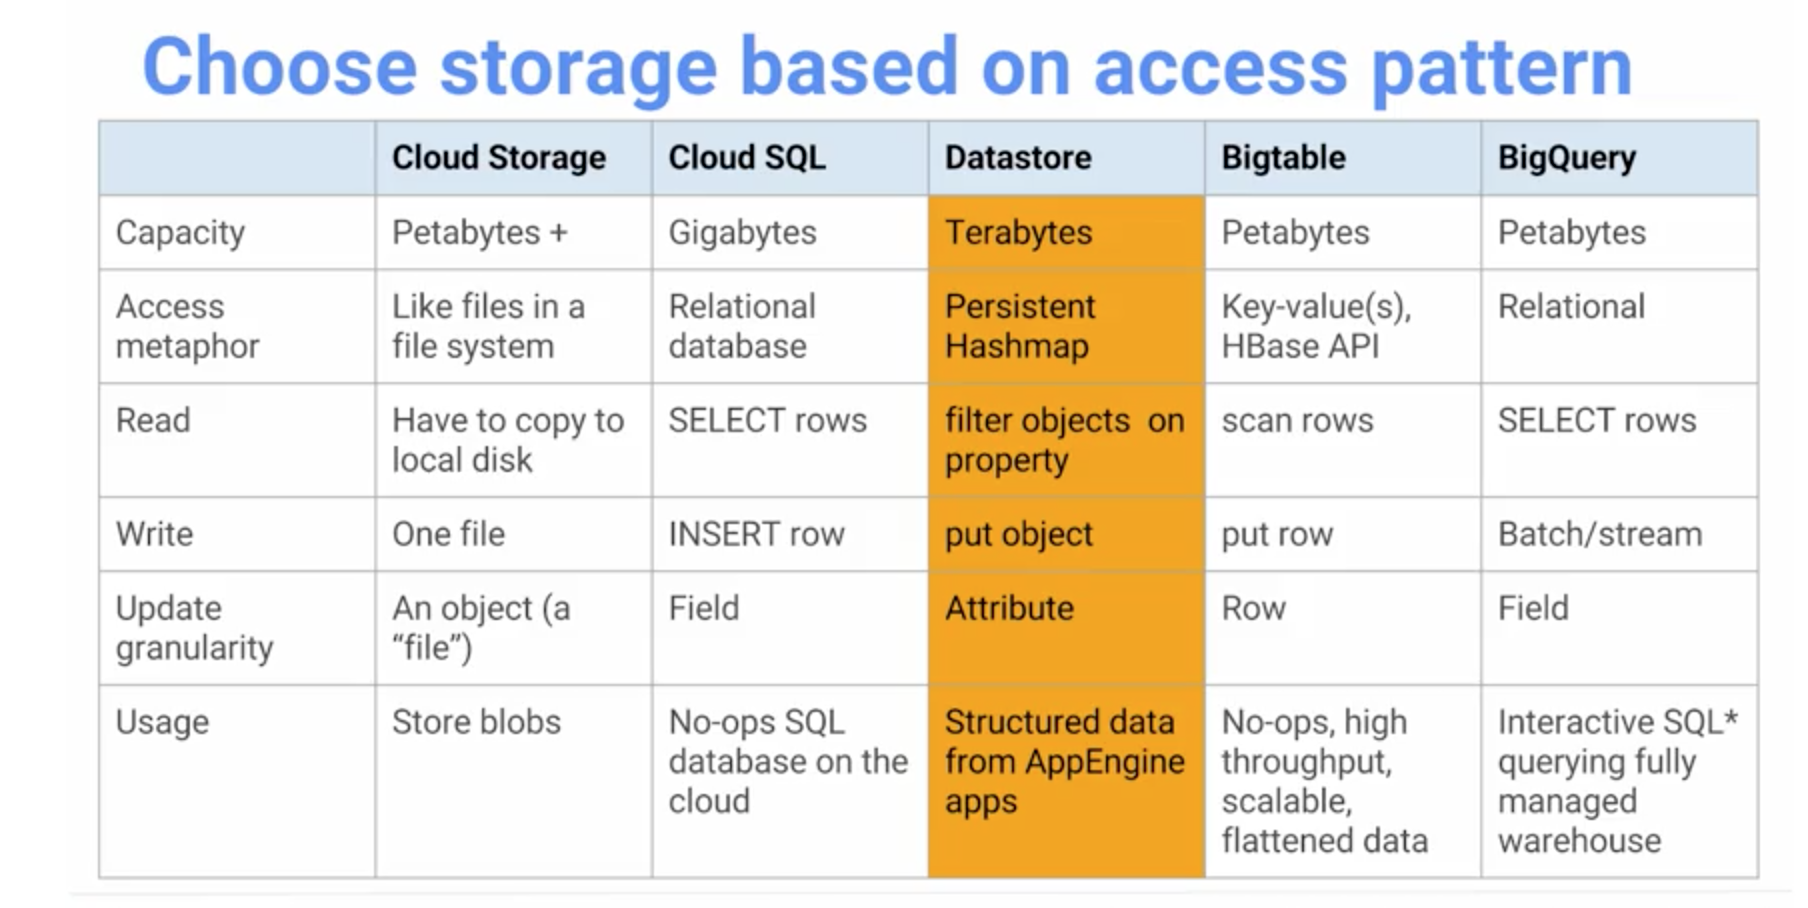 Choose storage based on access pattern
Cloud Storage Cloud SQL Datastore Bigtable BigQuery
Capacity Petabytes + Gigabytes Terabytes Petabytes Petabytes
Access Like files in a Relational Persistent Key-value(s), Relational
metaphor file system database Hashmap HBase API
Read Have to copy to SELECT rows filter objects on scan rows SELECT rows
local disk property
Write One file INSERT row put object put row Batch/stream
Update An object (a Field Attribute Row Field
granularity “file”)
Usage Store blobs No-ops SQL Structured data No-ops, high Interactive SQL*
database on the from AppEngine throughput, querying fully
cloud apps scalable, managed
flattened data warehouse